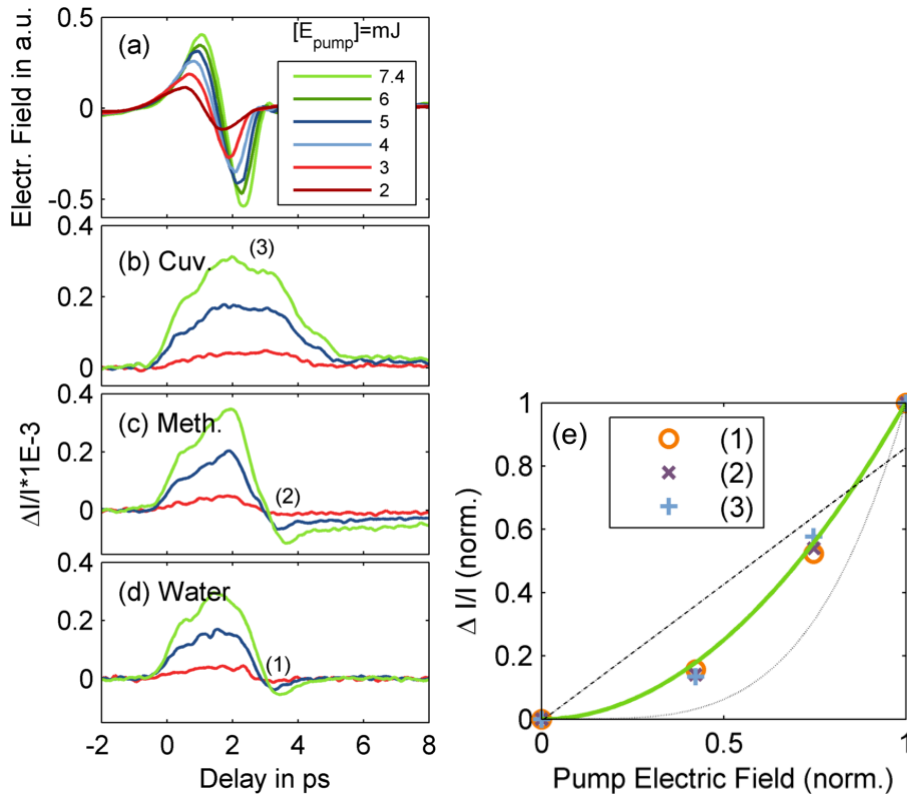 (a)
[E_pump]=mJ
7.4
6
5
4
3
2
0.5
0
-0.5
Electr. Field in a.u.
(b) Cuv.
(3)
0.4
0.2
0
(c) Meth.
(2)
0.4
0.2
0
ΔI/I*1E-3
(d) Water
(1)
0.4
0.2
0
-2 0 2 4 6 8
Delay in ps
(e)
(1)
(2)
(3)
1
0.8
0.6
0.4
0.2
0
Δ I/I (norm.)
0 0.5 1
Pump Electric Field (norm.)